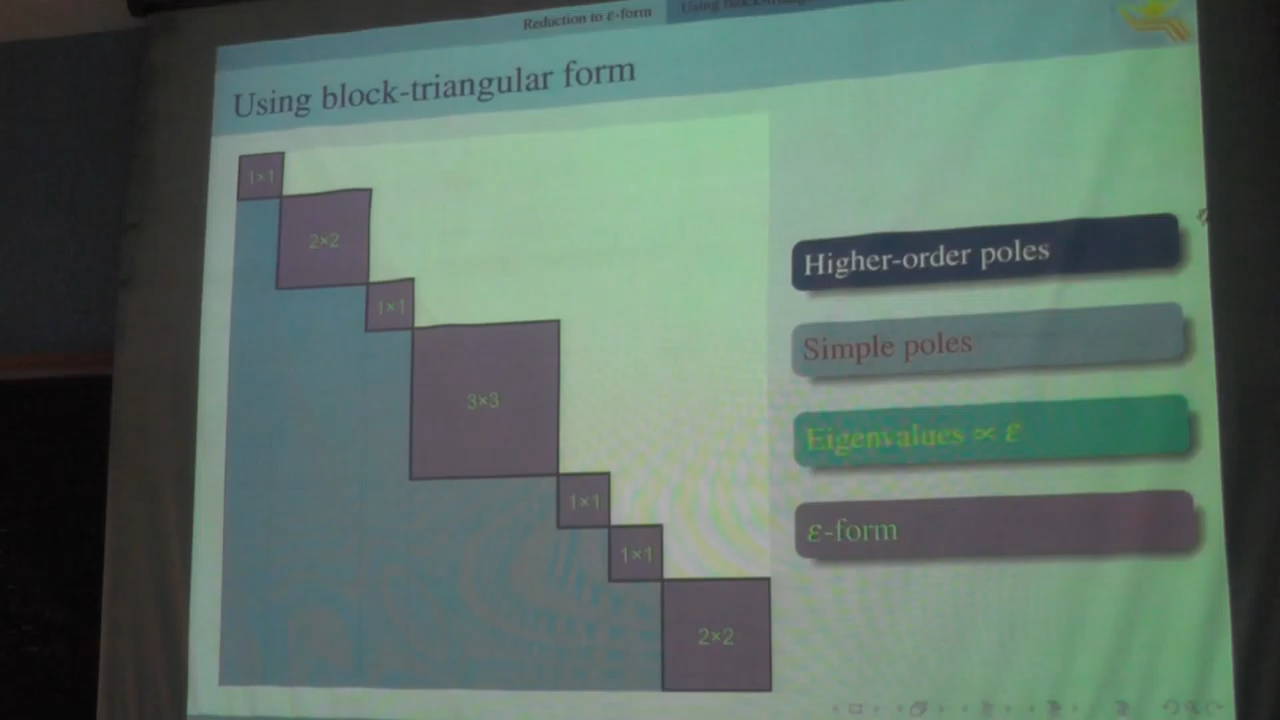 Reduction to ε-form
Using block-triangular form
1×1
2×2
1×1
3×3
1×1
1×1
2×2
Higher-order poles
Simple poles
Eigenvalues ∝ ε
ε-form